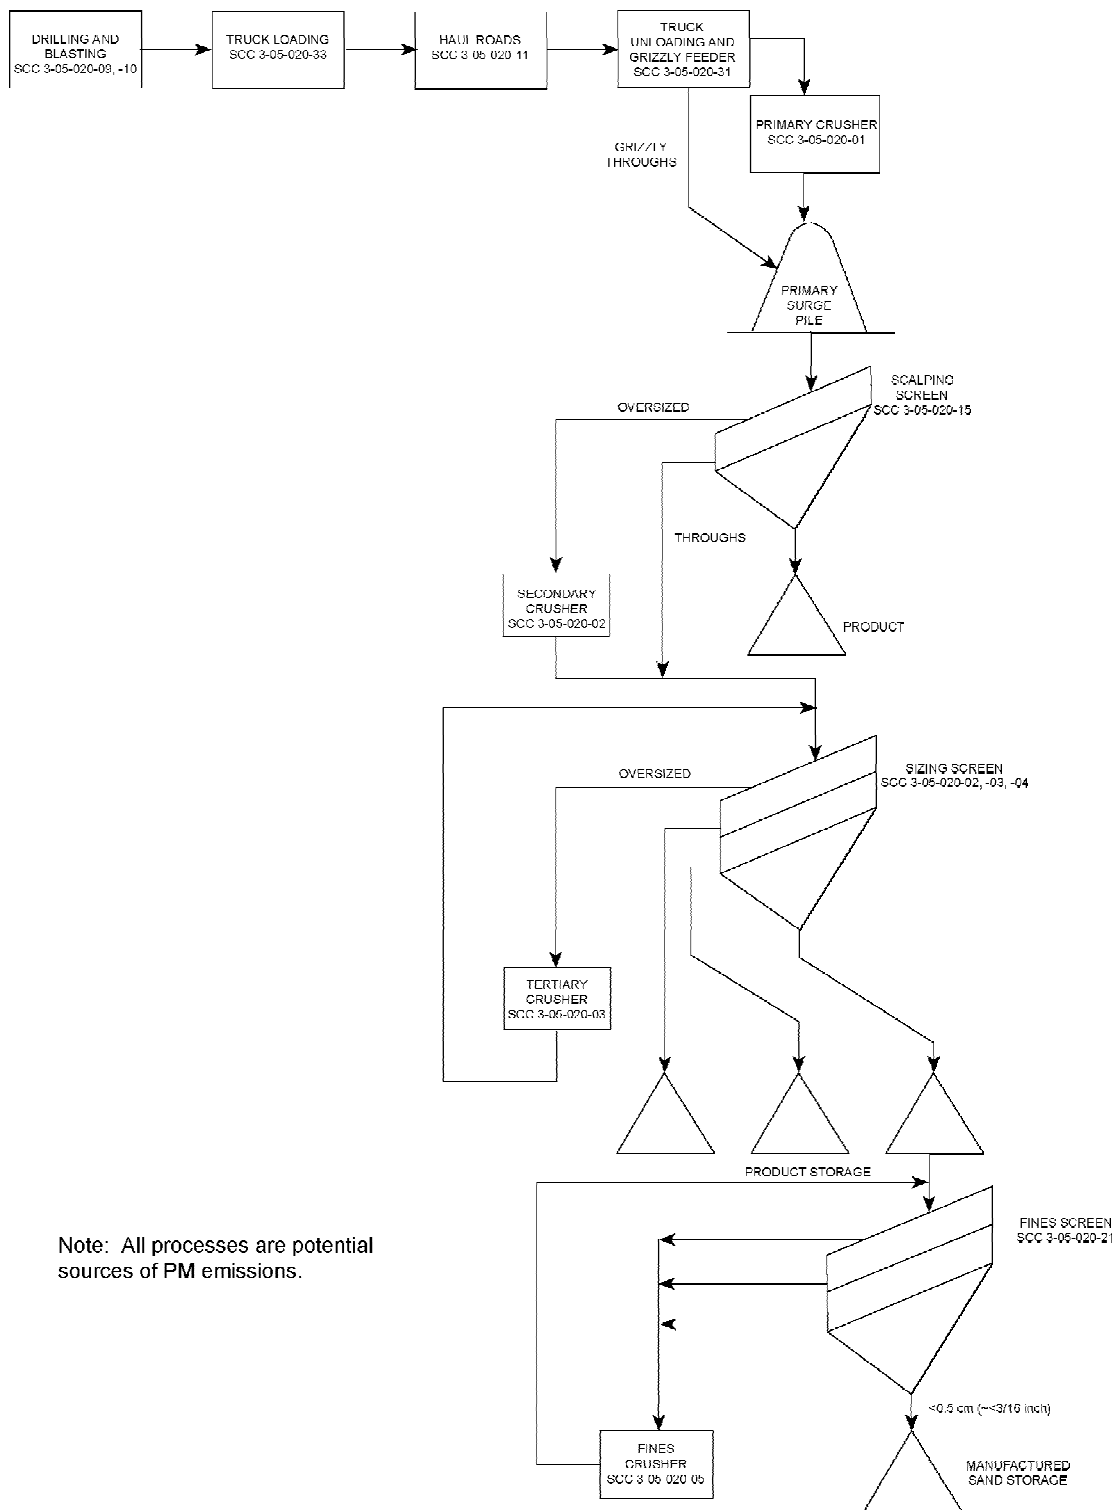 DRILLING AND
BLASTING
SCC 3-05-020-09, -10
TRUCK LOADING
SCC 3-05-020-33
HAUL ROADS
SCC 3-05-020-11
TRUCK
UNLOADING AND
GRIZZLY FEEDER
SCC 3-05-020-31
PRIMARY CRUSHER
SCC 3-05-020-01
GRIZZLY
THROUGHS
PRIMARY
SURGE
PILE
SCALPING
SCREEN
SCC 3-05-020-15
OVERSIZED
THROUGHS
SECONDARY
CRUSHER
SCC 3-05-020-02
PRODUCT
SIZING SCREEN
SCC 3-05-020-02, -03, -04
OVERSIZED
TERTIARY
CRUSHER
SCC 3-05-020-03
PRODUCT STORAGE
FINES SCREEN
SCC 3-05-020-21
Note: All processes are potential
sources of PM emissions.
<0.5 cm (~<3/16 inch)
FINES
CRUSHER
SCC 3-05-020-05
MANUFACTURED
SAND STORAGE